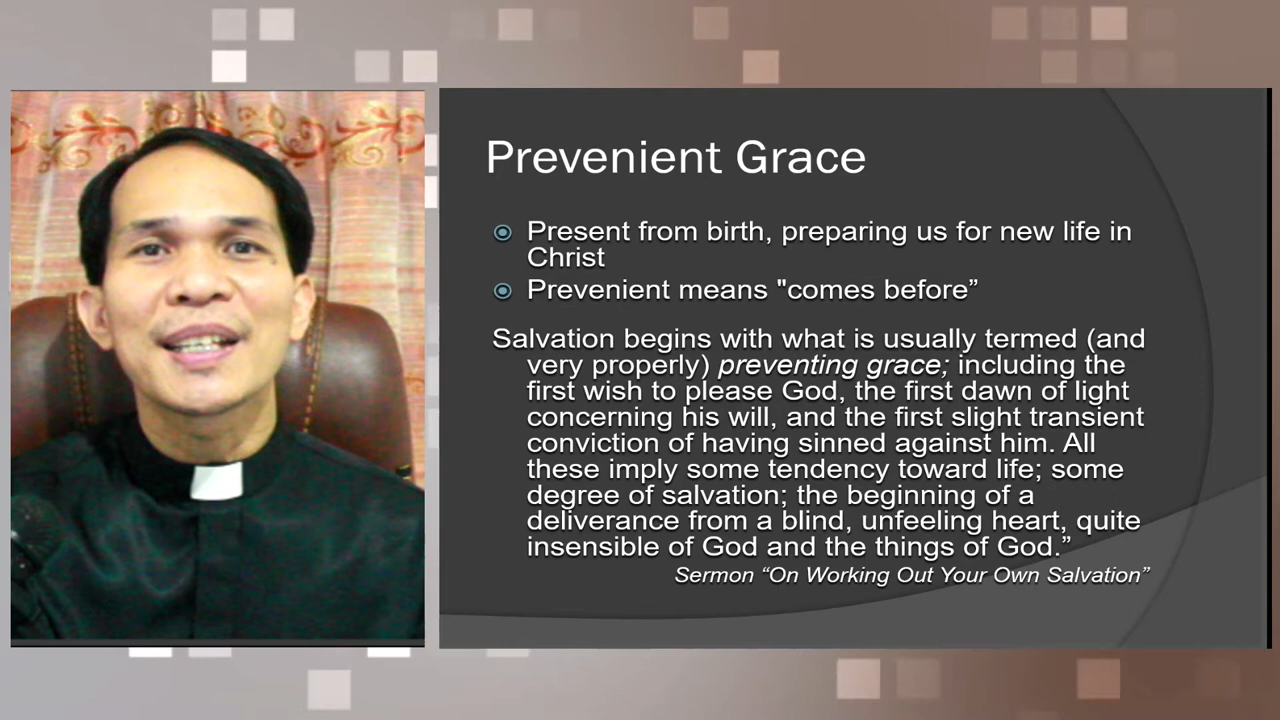 Prevenient Grace
Present from birth, preparing us for new life in
Christ
Prevenient means "comes before”
Salvation begins with what is usually termed (and
very properly) preventing grace; including the
first wish to please God, the first dawn of light
concerning his will, and the first slight transient
conviction of having sinned against him. All
these imply some tendency toward life; some
degree of salvation; the beginning of a
deliverance from a blind, unfeeling heart, quite
insensible of God and the things of God.”
Sermon “On Working Out Your Own Salvation”